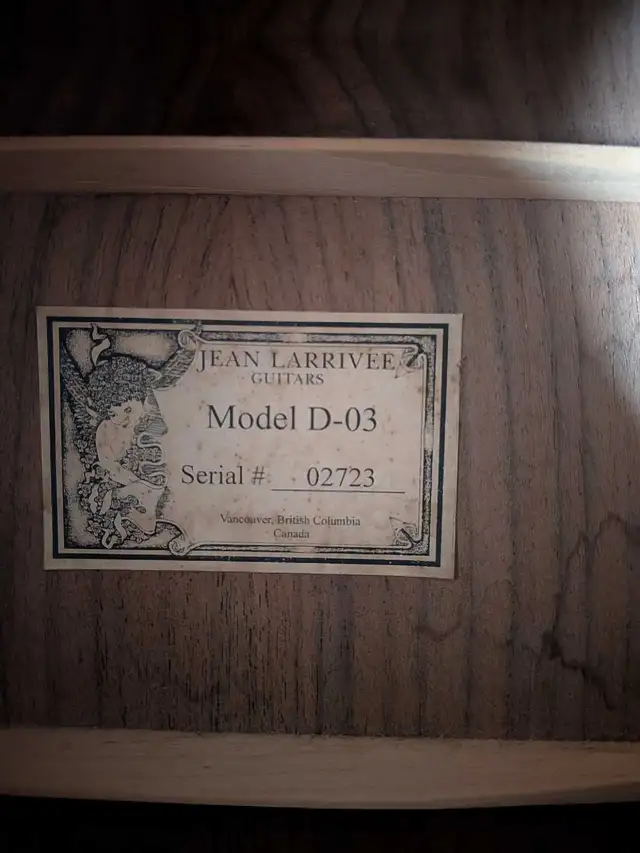 JEAN LARRIVEE
GUITARS
Model D-03
Serial # 02723
Vancouver, British Columbia
Canada